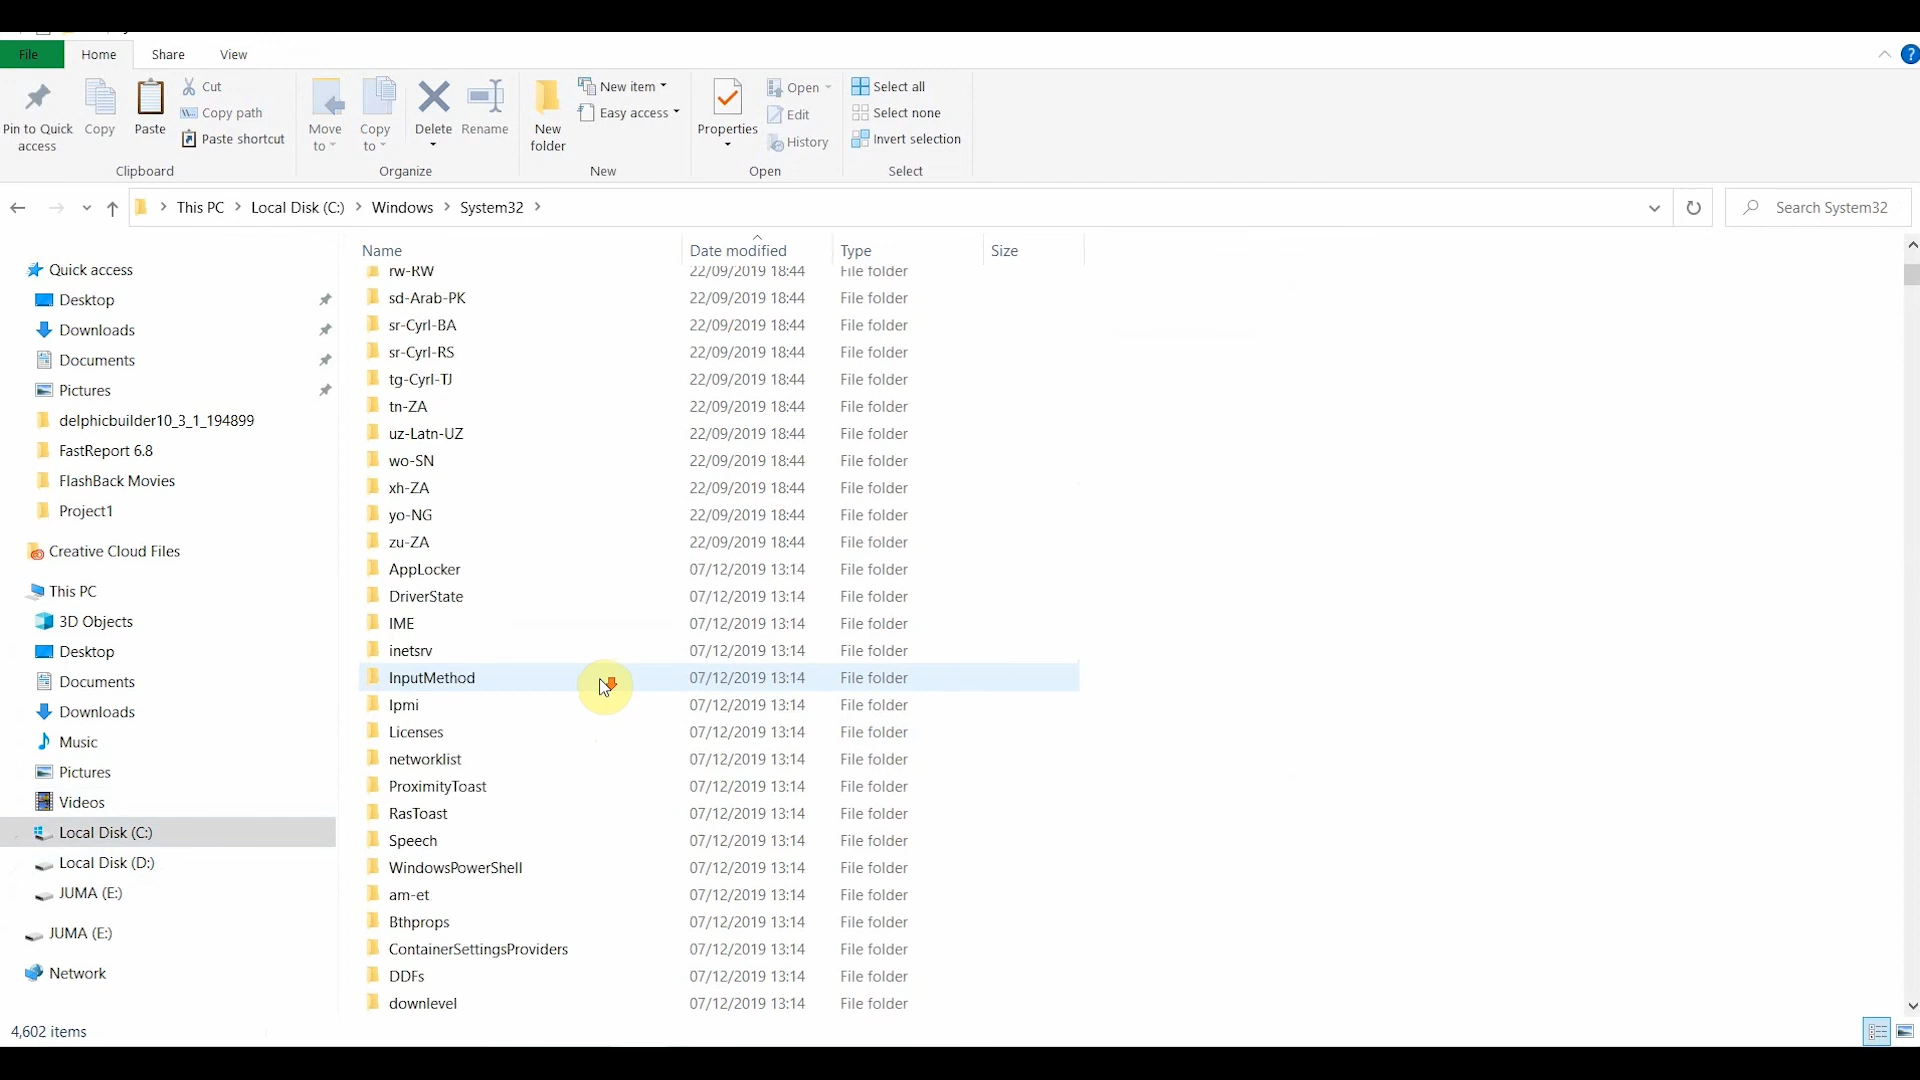 File Home Share View
Pin to Quick access
Copy
Paste
Cut
Copy path
Paste shortcut
Clipboard
Move to
Copy to
Delete
Rename
Organize
New folder
New item
Easy access
New
Properties
Open
Edit
History
Open
Select all
Select none
Invert selection
Select
This PC Local Disk (C:) Windows System32
Search System32
Quick access
Desktop
Downloads
Documents
Pictures
delphicbuilder10_3_1_194899
FastReport 6.8
FlashBack Movies
Project1
Creative Cloud Files
This PC
3D Objects
Desktop
Documents
Downloads
Music
Pictures
Videos
Local Disk (C:)
Local Disk (D:)
JUMA (E:)
JUMA (E:)
Network
Name Date modified Type Size
rw-RW 22/09/2019 18:44 File folder
sd-Arab-PK 22/09/2019 18:44 File folder
sr-Cyrl-BA 22/09/2019 18:44 File folder
sr-Cyrl-RS 22/09/2019 18:44 File folder
tg-Cyrl-TJ 22/09/2019 18:44 File folder
tn-ZA 22/09/2019 18:44 File folder
uz-Latn-UZ 22/09/2019 18:44 File folder
wo-SN 22/09/2019 18:44 File folder
xh-ZA 22/09/2019 18:44 File folder
yo-NG 22/09/2019 18:44 File folder
zu-ZA 22/09/2019 18:44 File folder
AppLocker 07/12/2019 13:14 File folder
DriverState 07/12/2019 13:14 File folder
IME 07/12/2019 13:14 File folder
inetsrv 07/12/2019 13:14 File folder
InputMethod 07/12/2019 13:14 File folder
Ipmi 07/12/2019 13:14 File folder
Licenses 07/12/2019 13:14 File folder
networklist 07/12/2019 13:14 File folder
ProximityToast 07/12/2019 13:14 File folder
RasToast 07/12/2019 13:14 File folder
Speech 07/12/2019 13:14 File folder
WindowsPowerShell 07/12/2019 13:14 File folder
am-et 07/12/2019 13:14 File folder
Bthprops 07/12/2019 13:14 File folder
ContainerSettingsProviders 07/12/2019 13:14 File folder
DDFs 07/12/2019 13:14 File folder
downlevel 07/12/2019 13:14 File folder
4,602 items